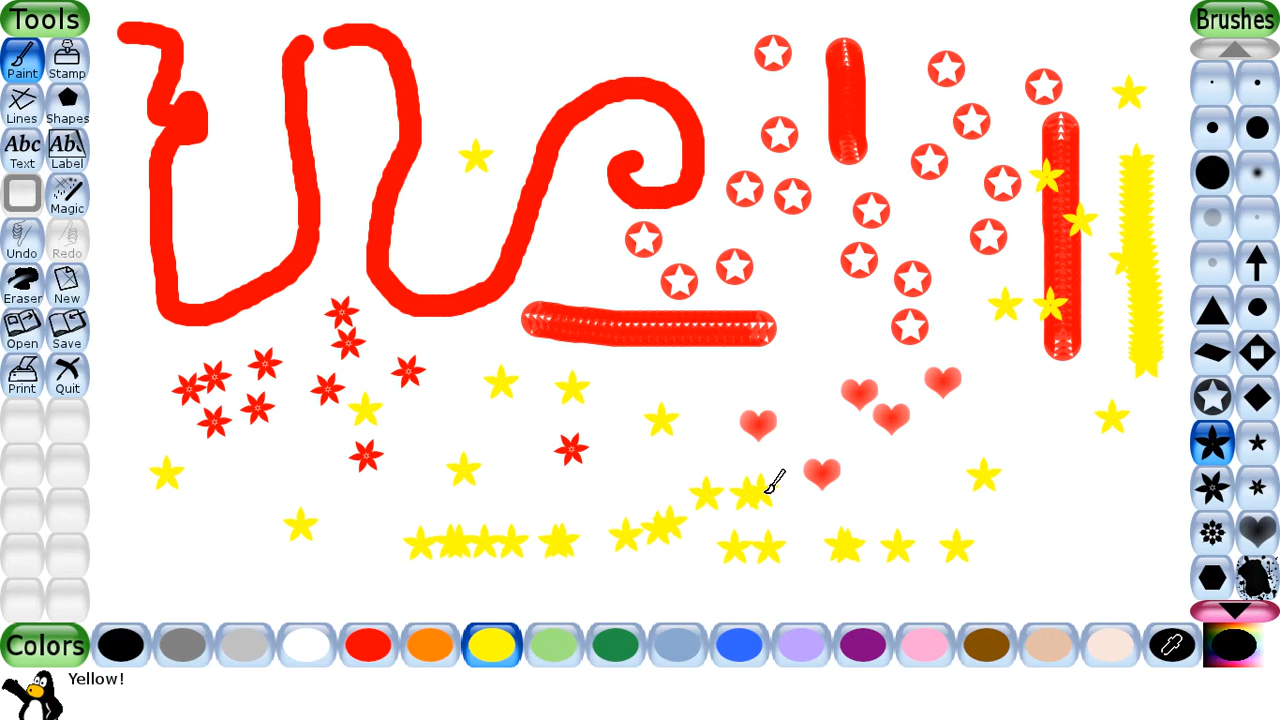 Tools
Brushes
Paint
Stamp
Lines
Shapes
Abc
Text
Abc
Label
Magic
Undo
Redo
Eraser
New
Open
Save
Print
Quit
Colors
Yellow!